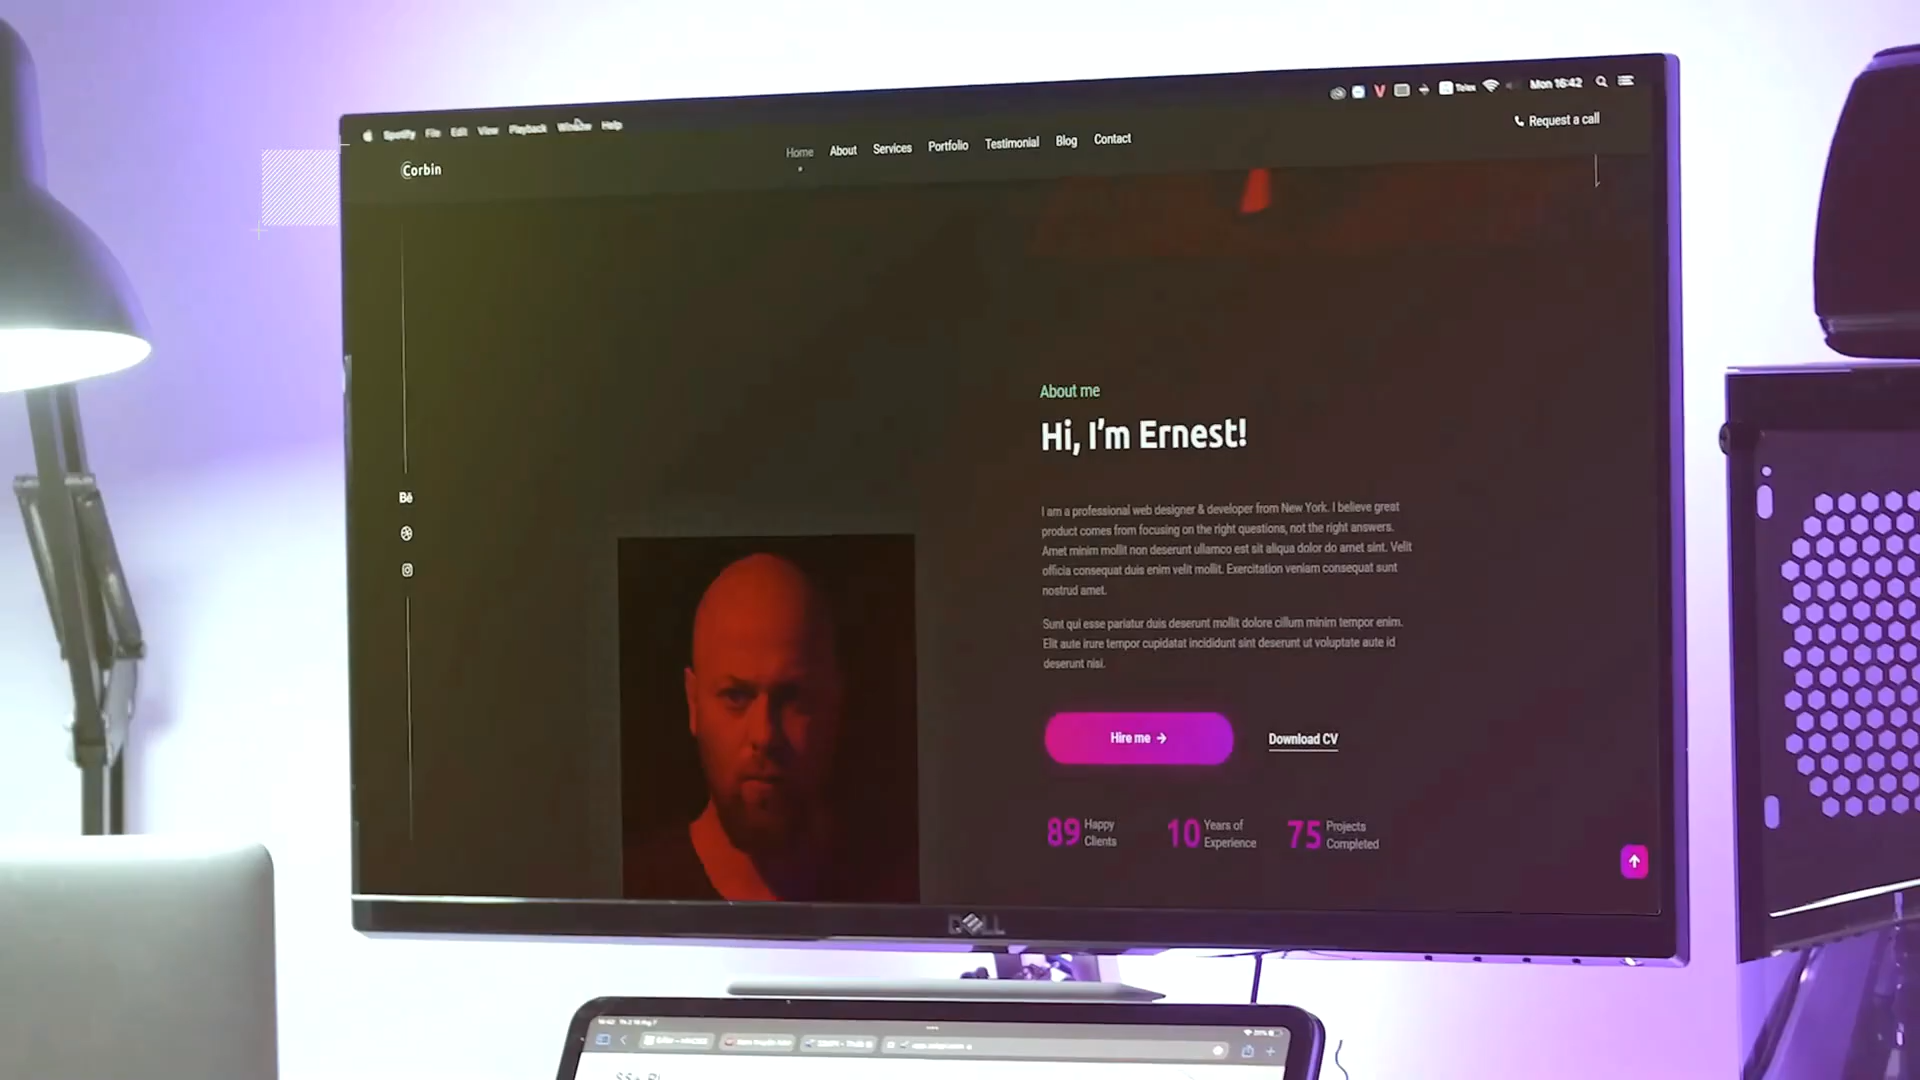 Spotify File Edit View Playback Window Help
Telex Mon 16:42
Corbin
Home About Services Portfolio Testimonial Blog Contact
Request a call
Bē
About me
Hi, I'm Ernest!
I am a professional web designer & developer from New York. I believe great
product comes from focusing on the right questions, not the right answers.
Amet minim mollit non deserunt ullamco est sit aliqua dolor do amet sint. Velit
officia consequat duis enim velit mollit. Exercitation veniam consequat sunt
nostrud amet.
Sunt qui esse pariatur duis deserunt mollit dolore cillum minim tempor enim.
Elit aute irure tempor cupidatat incididunt sint deserunt ut voluptate aute id
deserunt nisi.
Hire me → Download CV
89 Happy Clients
10 Years of Experience
75 Projects Completed
DELL